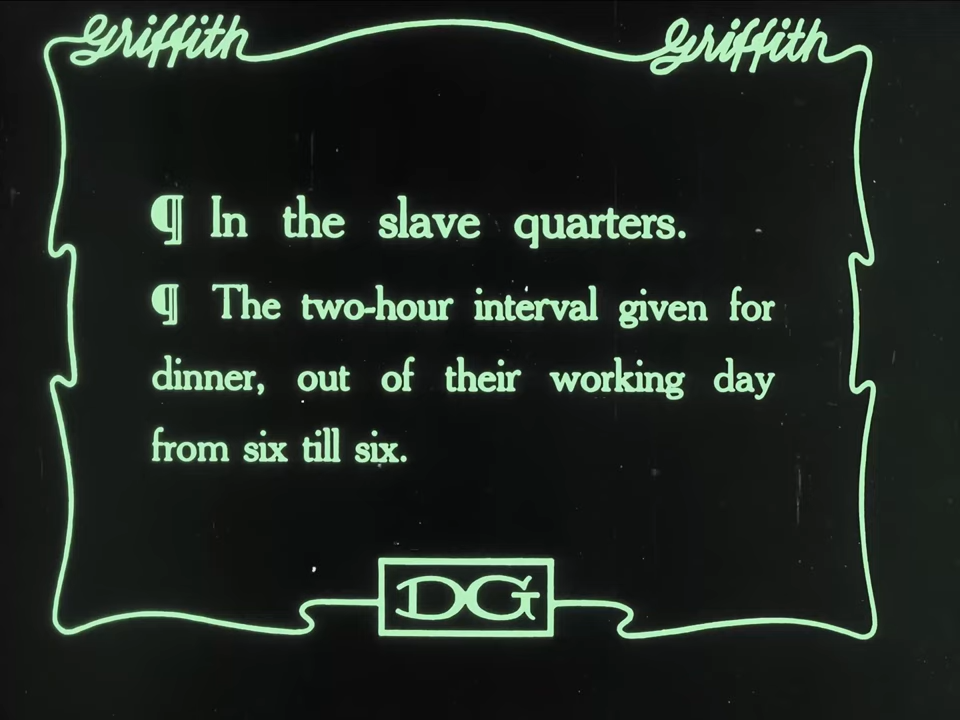 Griffith Griffith
¶ In the slave quarters.
¶ The two-hour interval given for
dinner, out of their working day
from six till six.
DG